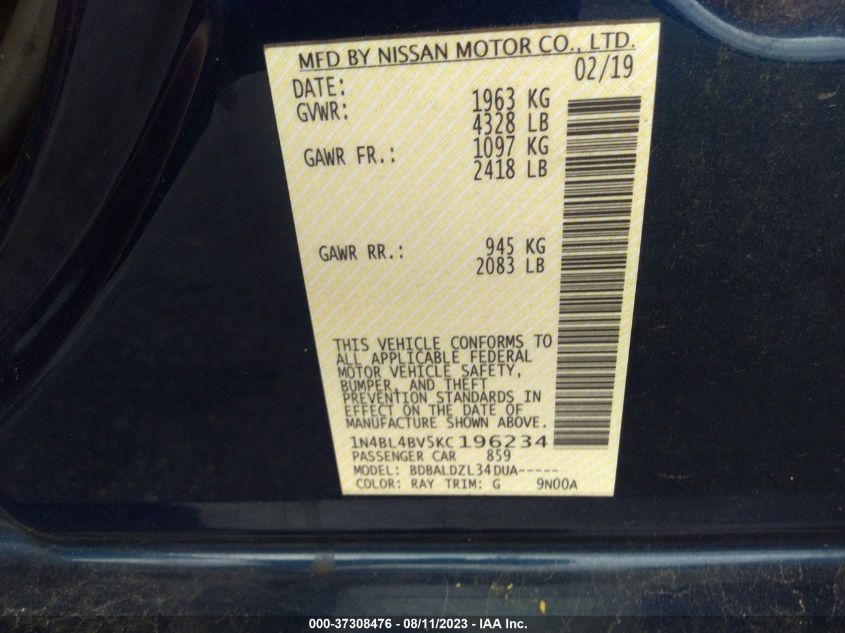 MFD BY NISSAN MOTOR CO., LTD.
DATE: 02/19
GVWR: 1963 KG
4328 LB
GAWR FR.: 1097 KG
2418 LB
GAWR RR.: 945 KG
2083 LB
THIS VEHICLE CONFORMS TO
ALL APPLICABLE FEDERAL
MOTOR VEHICLE SAFETY,
BUMPER, AND THEFT
PREVENTION STANDARDS IN
EFFECT ON THE DATE OF
MANUFACTURE SHOWN ABOVE.
1N4BL4BV5KC196234
PASSENGER CAR 859
MODEL: BDBALDZL34DUA-----
COLOR: RAY TRIM: G 9N00A
000-37308476 - 08/11/2023 - IAA Inc.